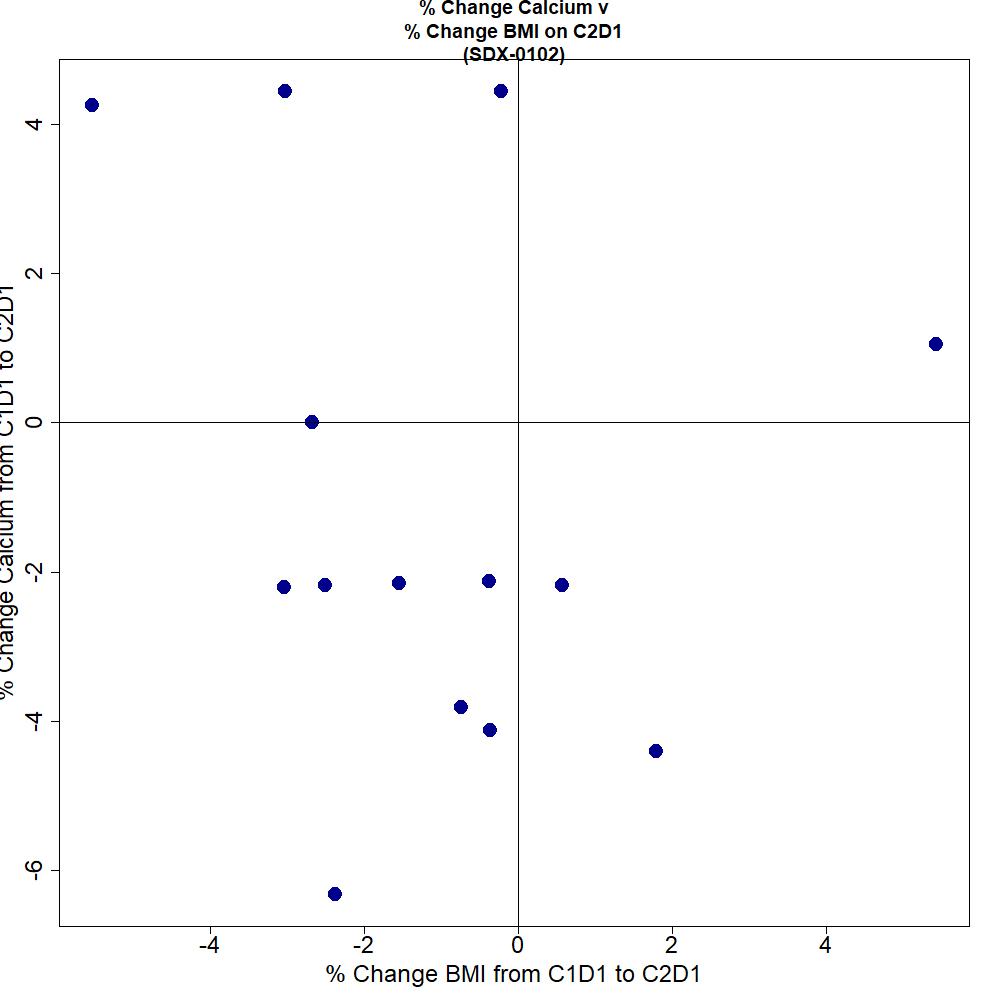 % Change Calcium v
% Change BMI on C2D1
(SDX-0102)
% Change Calcium from C1D1 to C2D1
4
2
0
-2
-4
-6
-4
-2
0
2
4
% Change BMI from C1D1 to C2D1